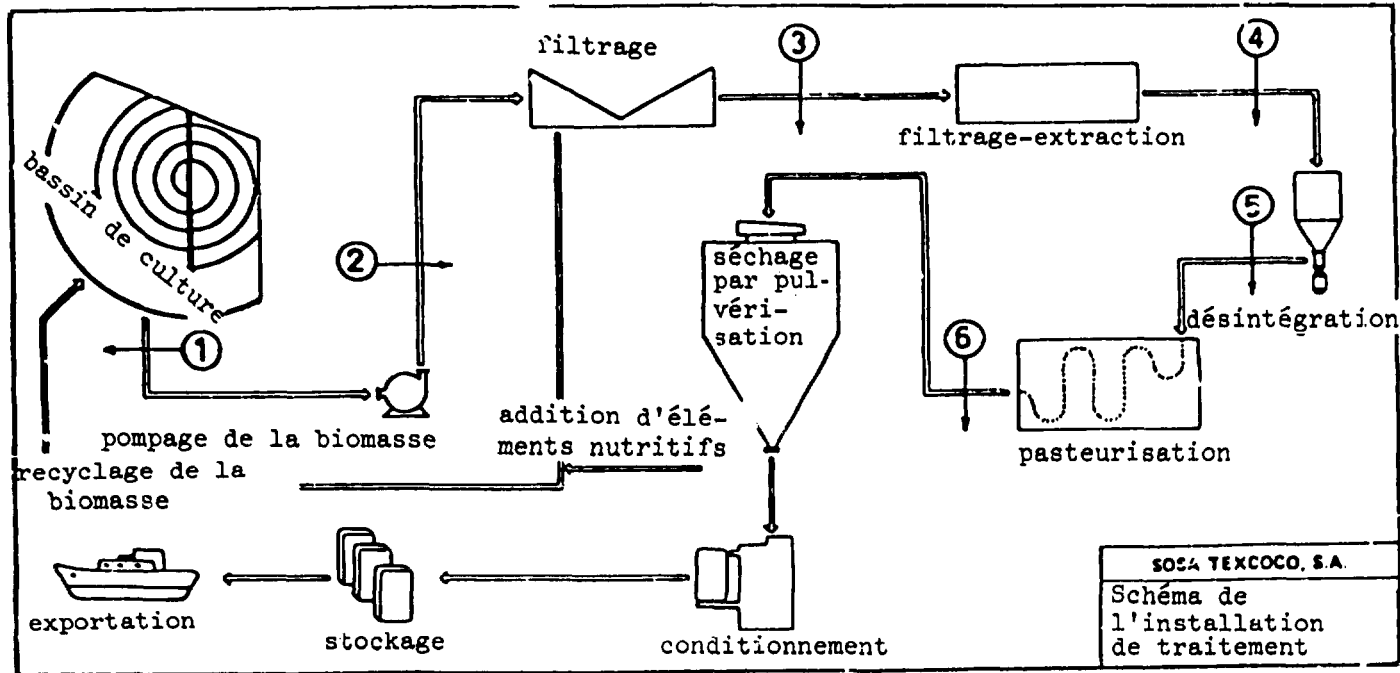 filtrage
3
4
filtrage-extraction
bassin de culture
2
1
5
désintégration
séchage
par pul-
véri-
sation
6
pasteurisation
pompage de la biomasse
addition d'élé-
ments nutritifs
recyclage de la
biomasse
exportation
stockage
conditionnement
SOSA TEXCOCO, S.A.
Schéma de
l'installation
de traitement